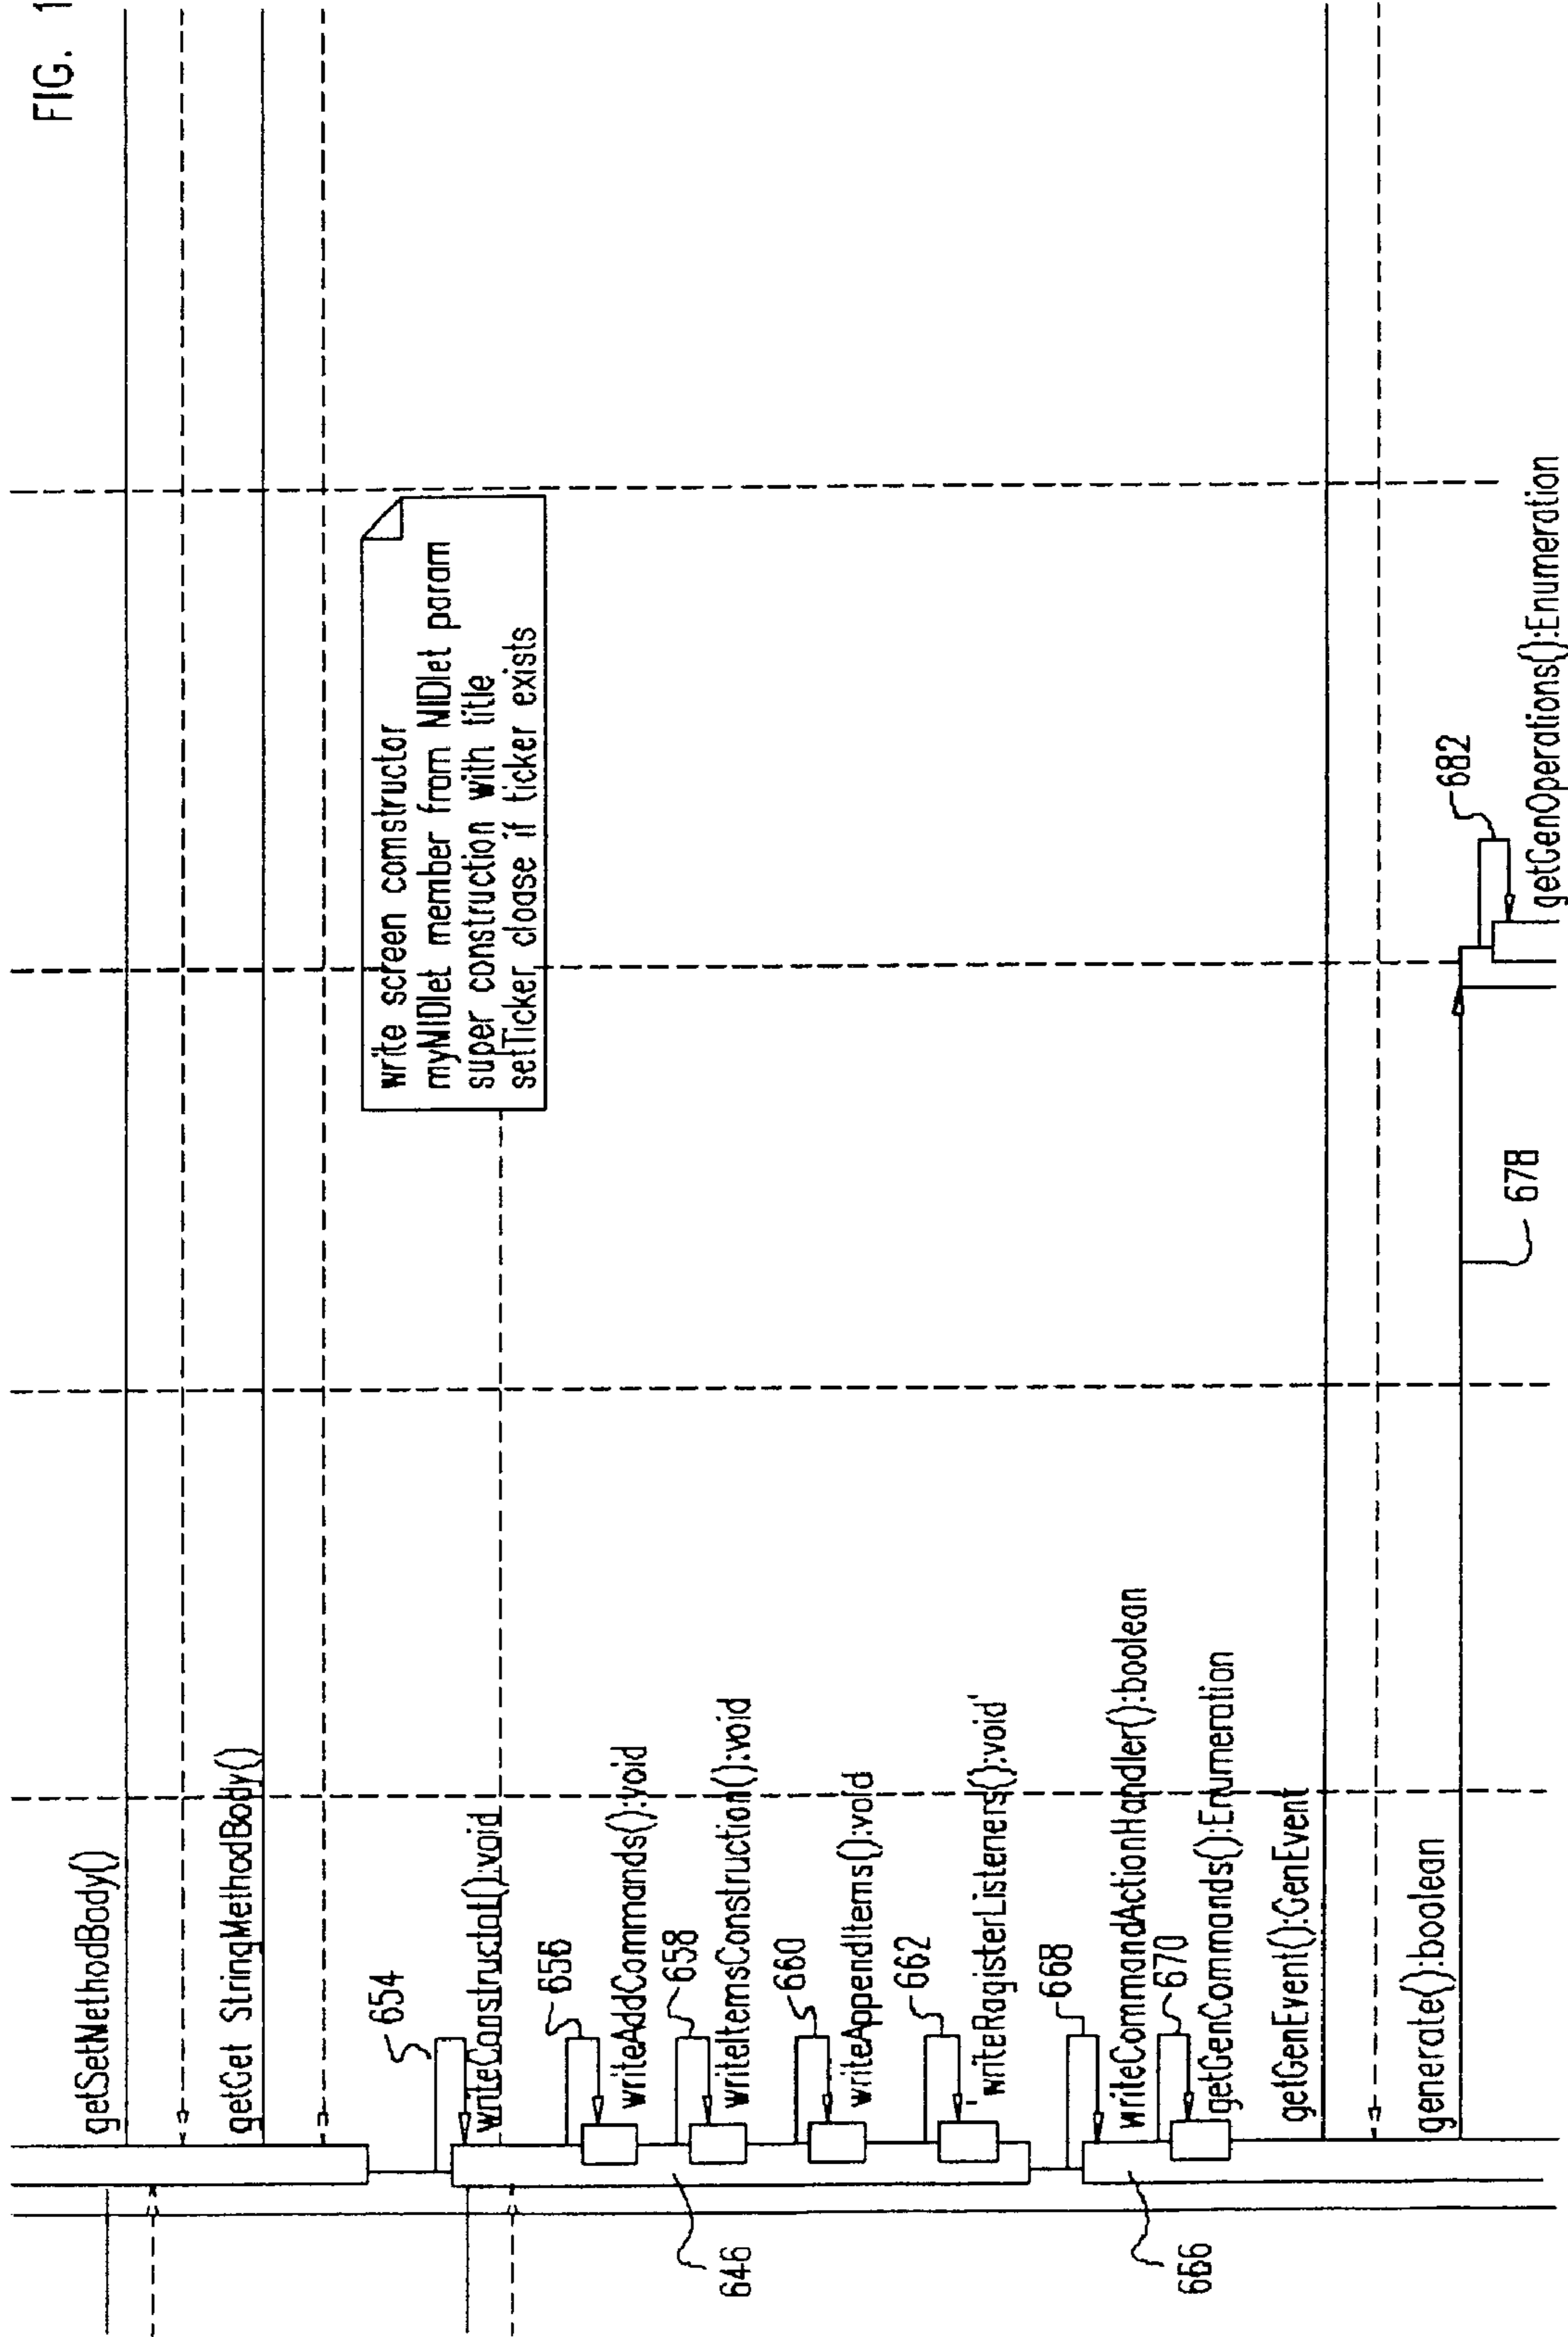 FIG. 1
getSetMethodBody()
getGet StringMethodBody()
write screen comstructor
myMIDlet member from MIDlet param
super construction with title
setTicker cloase if ticker exists
654
writeConstructot():void
656
writeAddCommands():void
658
writeItemsConstruction():void
660
writeAppendItems():void
662
writeRagisterListeners():void'
646
668
writeCommandActionHandler():boolean
670
getGenCommands():Enumeration
getGenEvent():GenEvent
666
generate():boolean
678
682
getGenOperations():Enumeration